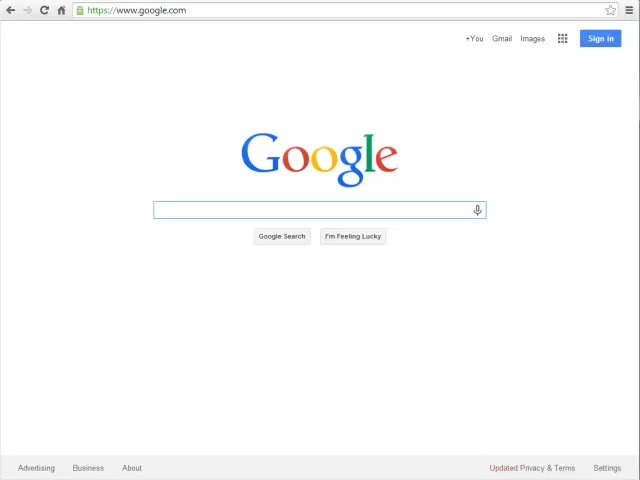 https://www.google.com
+You Gmail Images Sign in
Google
Google Search I'm Feeling Lucky
Advertising Business About Updated Privacy & Terms Settings